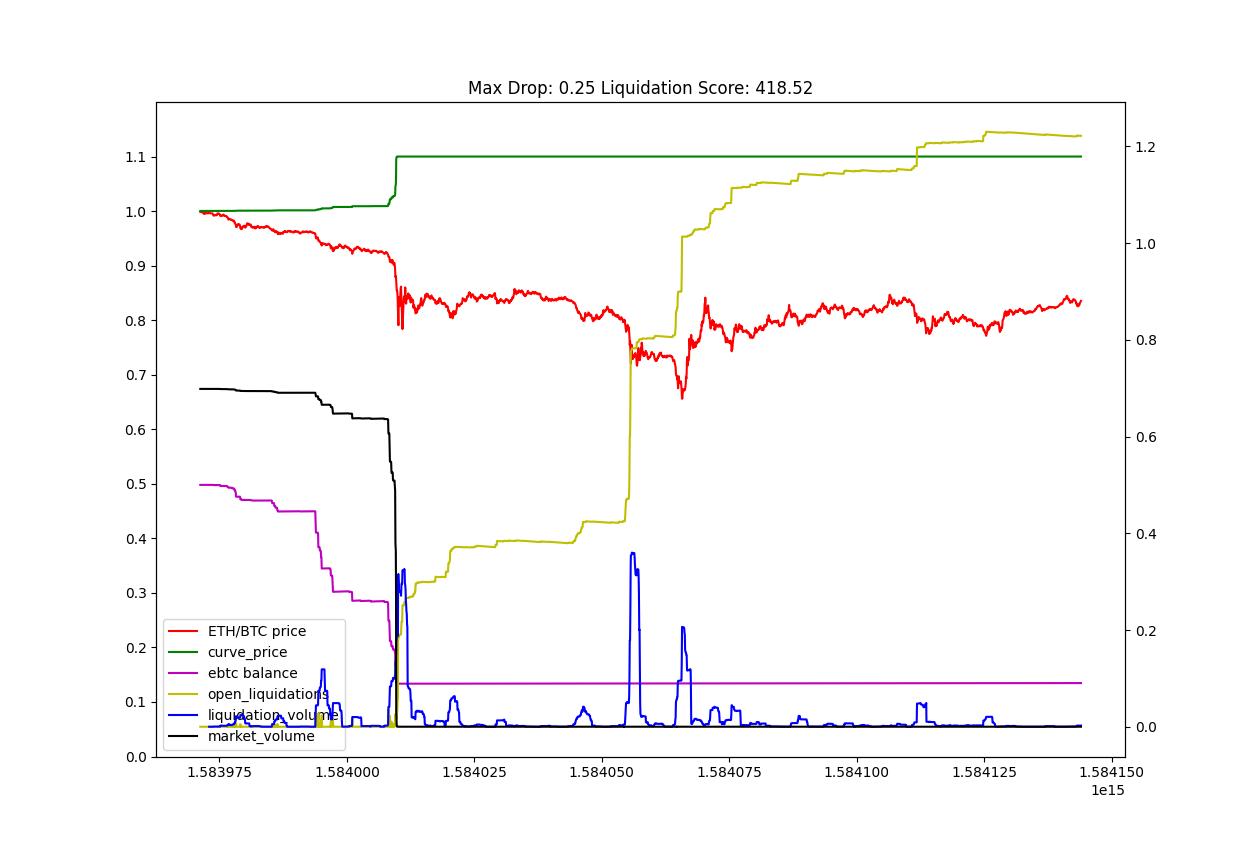 Max Drop: 0.25 Liquidation Score: 418.52
1.1
1.0
0.9
0.8
0.7
0.6
0.5
0.4
0.3
0.2
0.1
0.0
1.2
1.0
0.8
0.6
0.4
0.2
0.0
ETH/BTC price
curve_price
ebtc balance
open_liquidations
liquidation_volume
market_volume
1.583975 1.584000 1.584025 1.584050 1.584075 1.584100 1.584125 1.584150
1e15